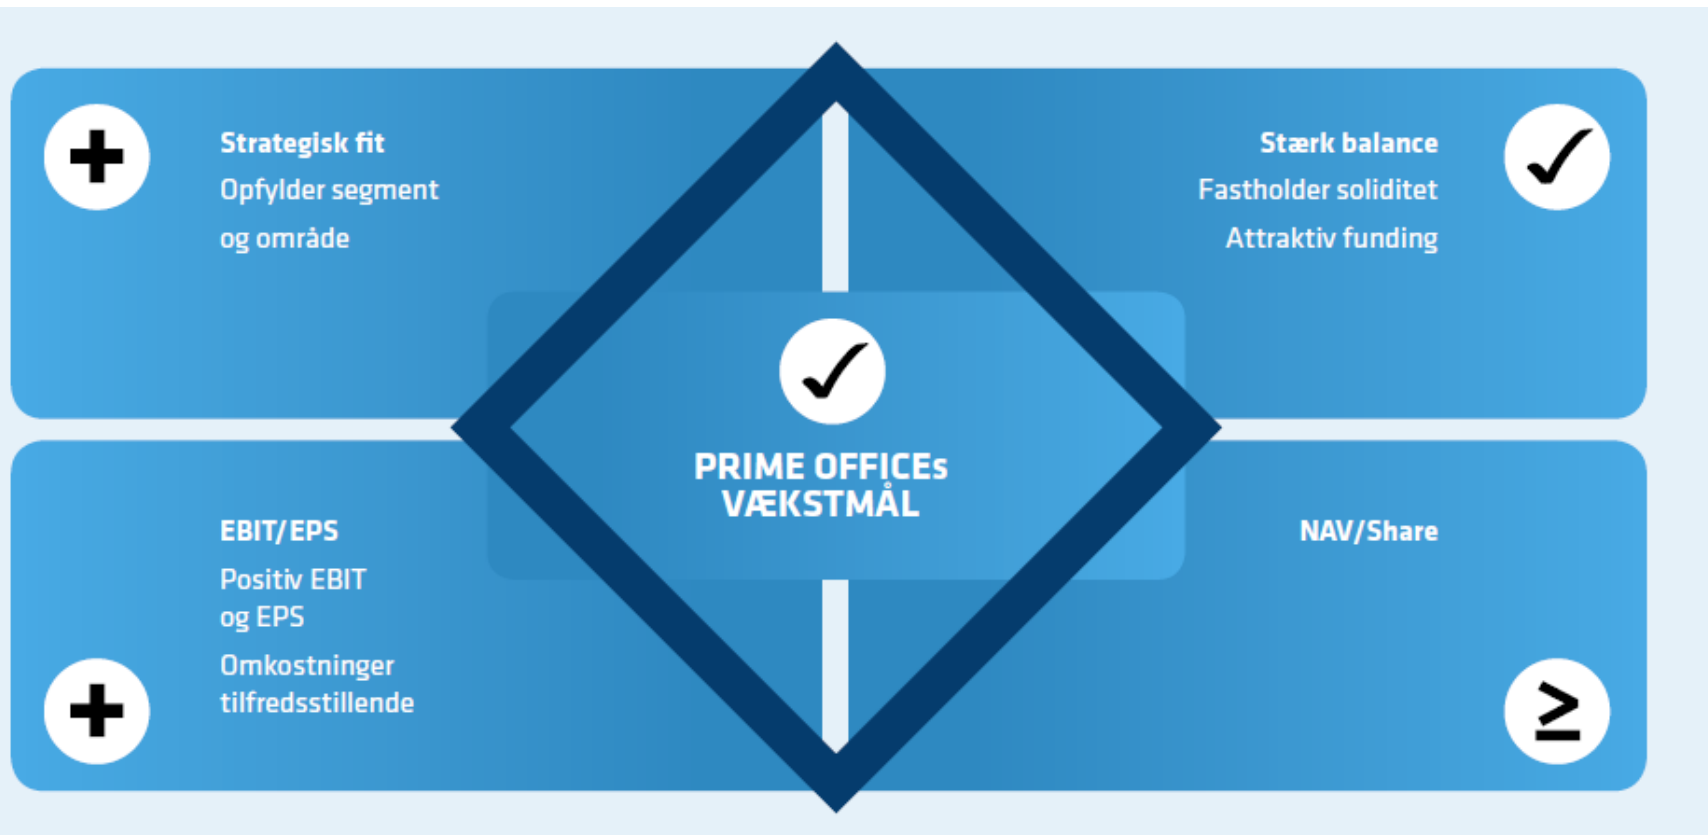 Strategisk fit
Opfylder segment
og område
Stærk balance
Fastholder soliditet
Attraktiv funding
PRIME OFFICEs
VÆKSTMÅL
EBIT/EPS
Positiv EBIT
og EPS
Omkostninger
tilfredsstillende
NAV/Share